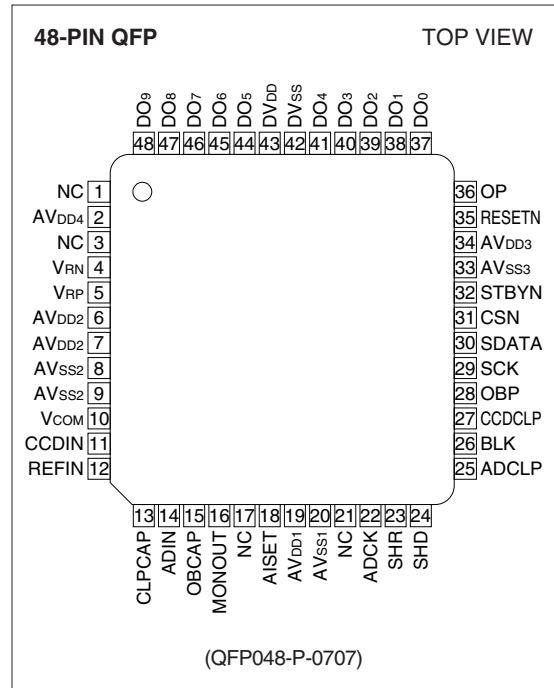 48-PIN QFP TOP VIEW
DO9 DO8 DO7 DO6 DO5 DVDD DVSS DO4 DO3 DO2 DO1 DO0
48 47 46 45 44 43 42 41 40 39 38 37
NC 1
AVDD4 2
NC 3
VRN 4
VRP 5
AVDD2 6
AVDD2 7
AVSS2 8
AVSS2 9
VCOM 10
CCDIN 11
REFIN 12
36 OP
35 RESETN
34 AVDD3
33 AVSS3
32 STBYN
31 CSN
30 SDATA
29 SCK
28 OBP
27 CCDCLP
26 BLK
25 ADCLP
13 14 15 16 17 18 19 20 21 22 23 24
CLPCAP ADIN OBCAP MONOUT NC AISET AVDD1 AVSS1 NC ADCK SHR SHD
(QFP048-P-0707)